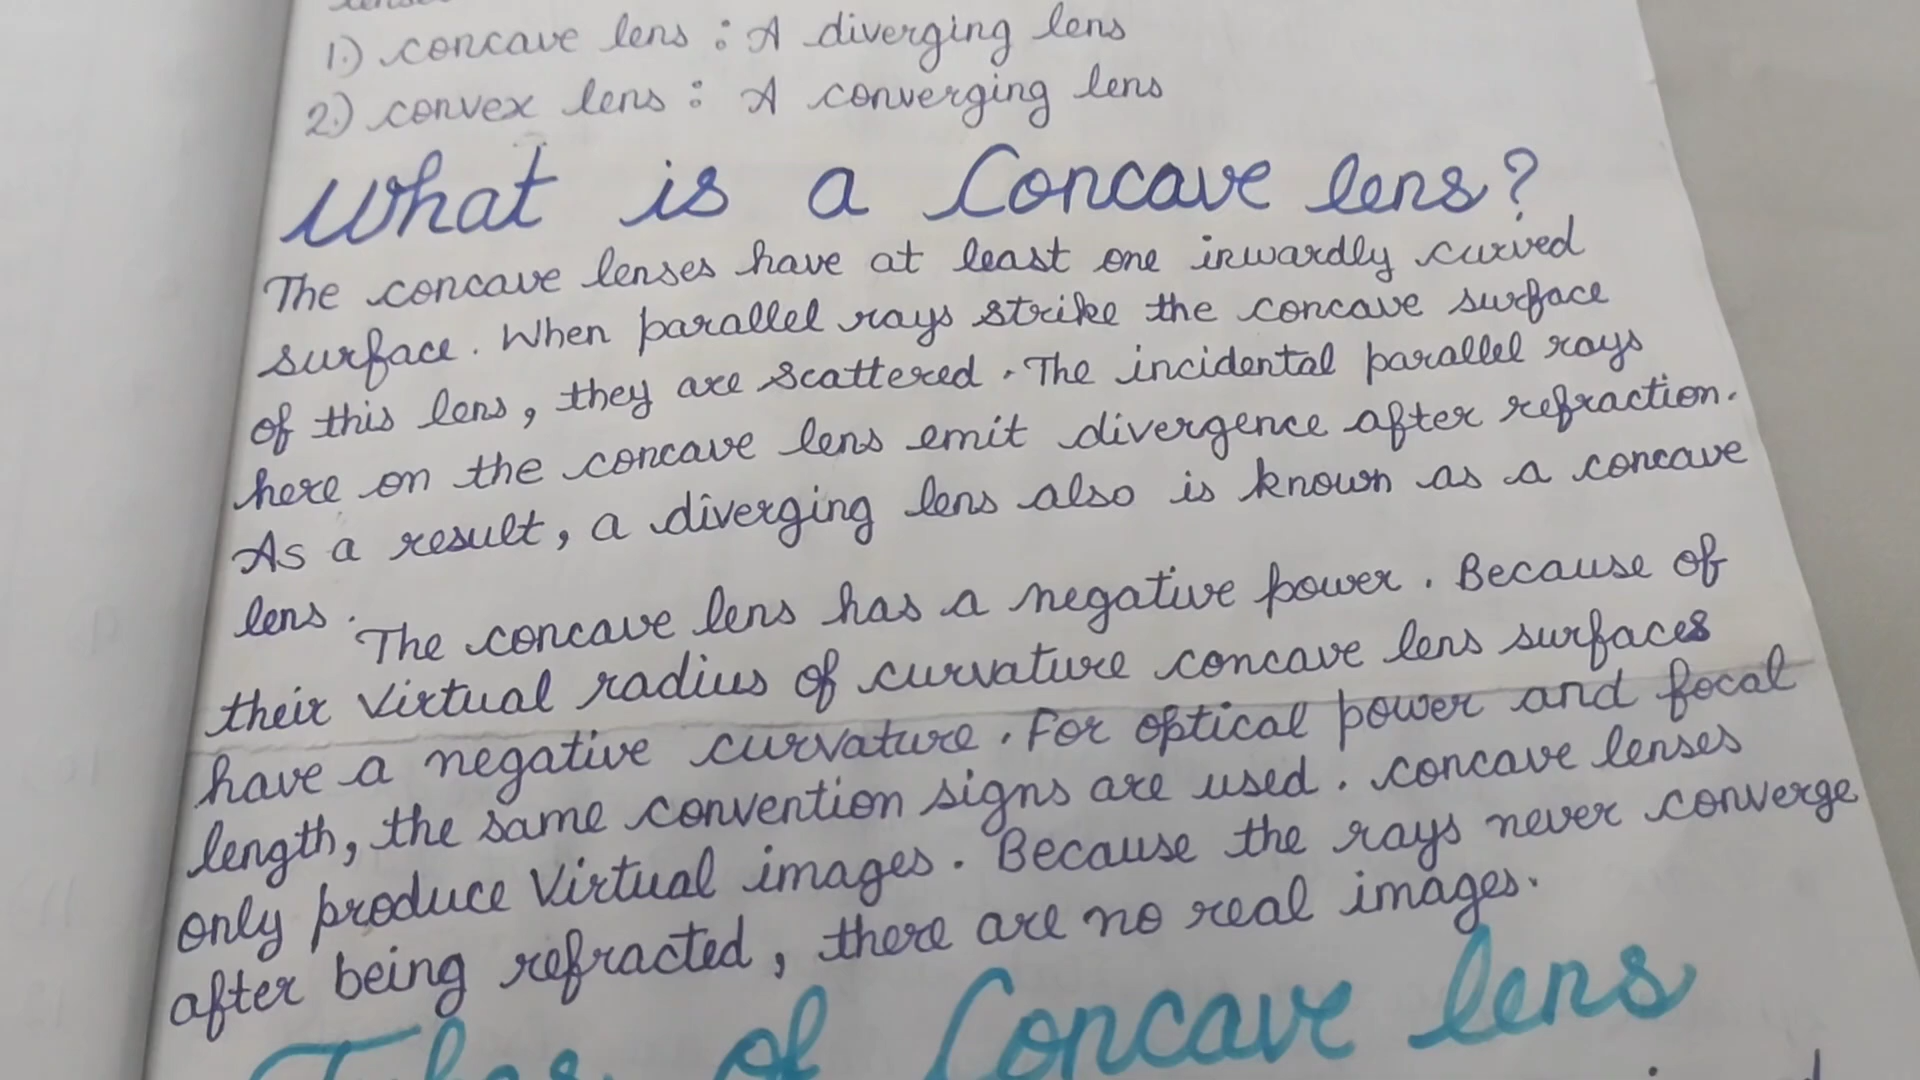 1.) concave lens : A diverging lens
2.) convex lens : A converging lens
What is a Concave lens?
The concave lenses have at least one inwardly curved
surface. When parallel rays strike the concave surface
of this lens, they are scattered. The incidental parallel rays
here on the concave lens emit divergence after refraction.
As a result, a diverging lens also is known as a concave
lens.
The concave lens has a negative power. Because of
their virtual radius of curvature concave lens surfaces
have a negative curvature. For optical power and focal
length, the same convention signs are used. concave lenses
only produce virtual images. Because the rays never converge
after being refracted, there are no real images.
of Concave lens